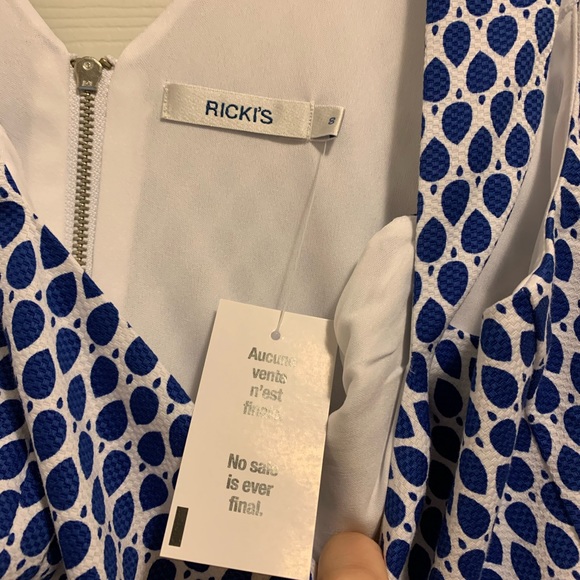 RICKI'S
8
Aucune
vente
n'est
finale.
No sale
is ever
final.